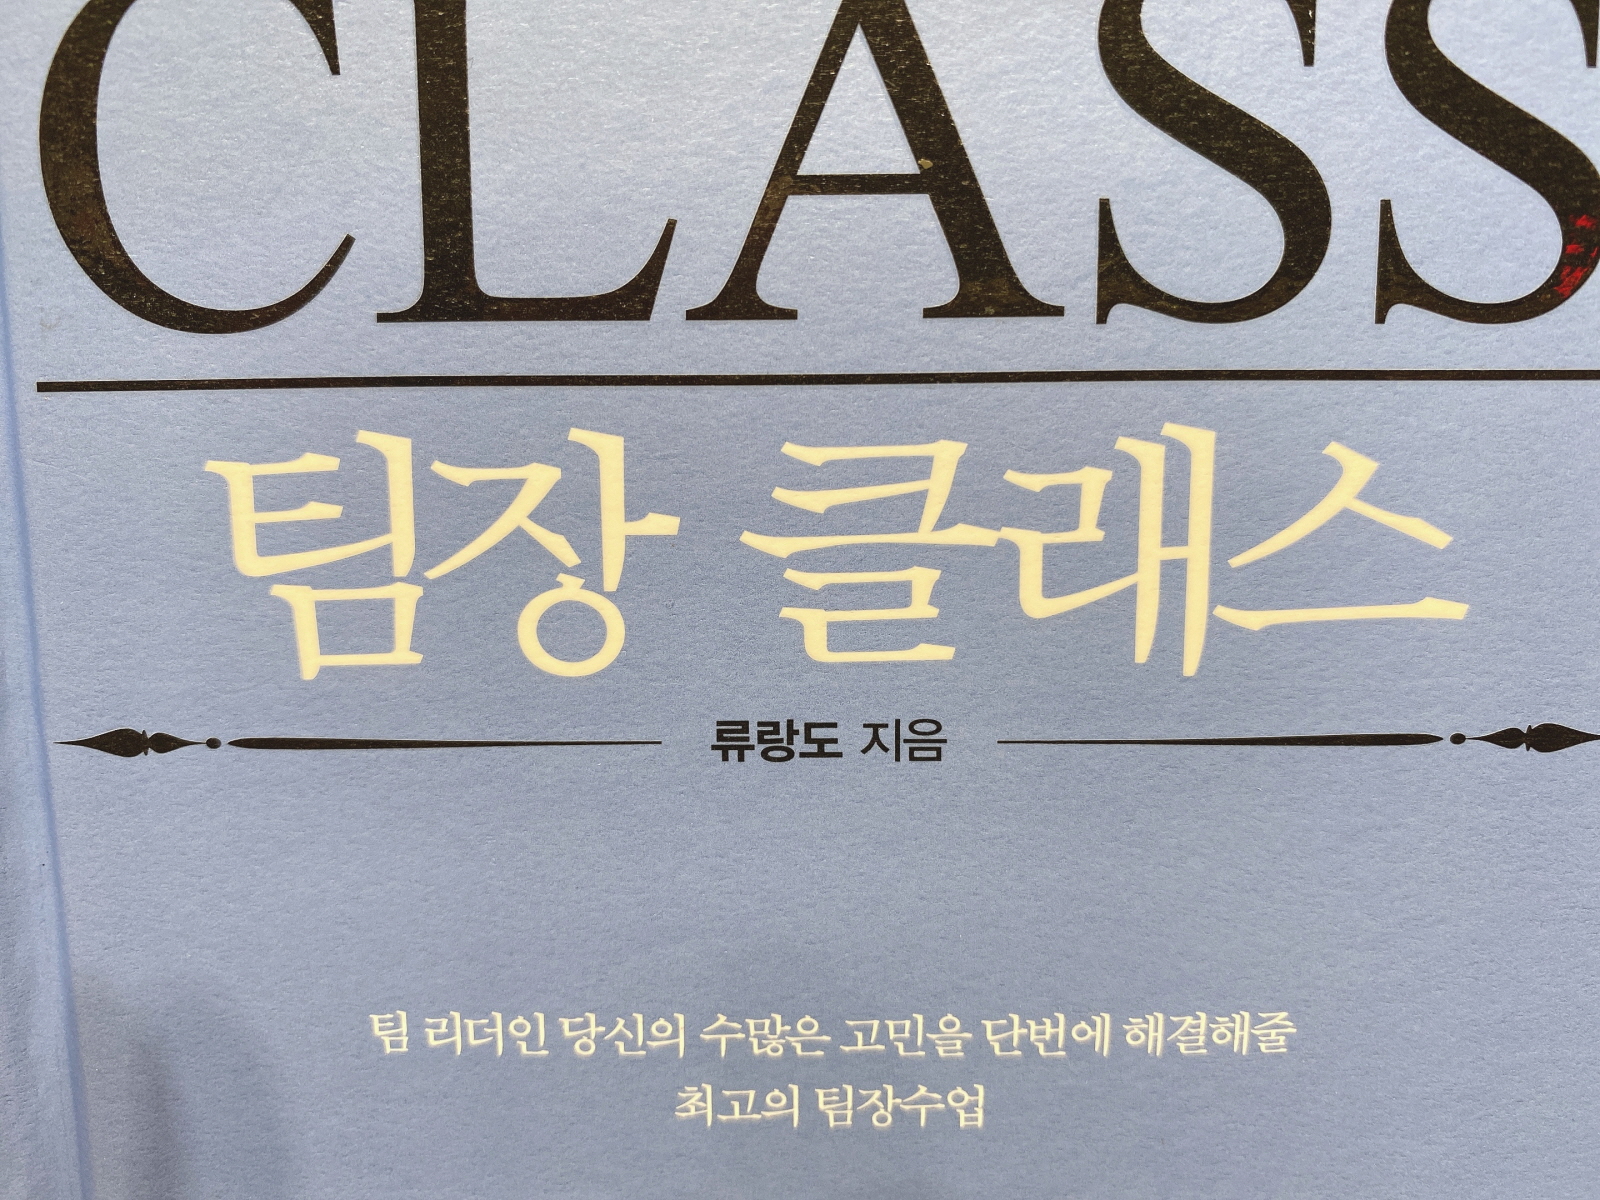 CLASS
팀장 클래스
류랑도 지음
팀 리더인 당신의 수많은 고민을 단번에 해결해줄
최고의 팀장수업